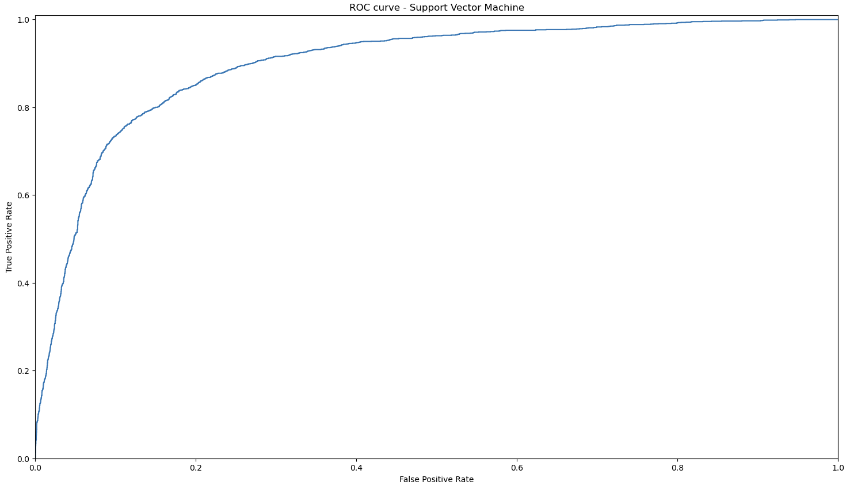 ROC curve - Support Vector Machine
1.0
0.8
0.6
0.4
0.2
0.0
True Positive Rate
0.0 0.2 0.4 0.6 0.8 1.0
False Positive Rate